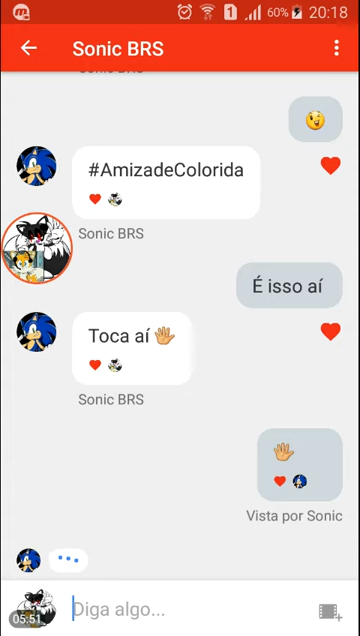 1 60% 20:18
Sonic BRS
Sonic BRS
😉
#AmizadeColorida
Sonic BRS
É isso aí
Toca aí 🖐
Sonic BRS
🖐
Vista por Sonic
Diga algo...
05:51